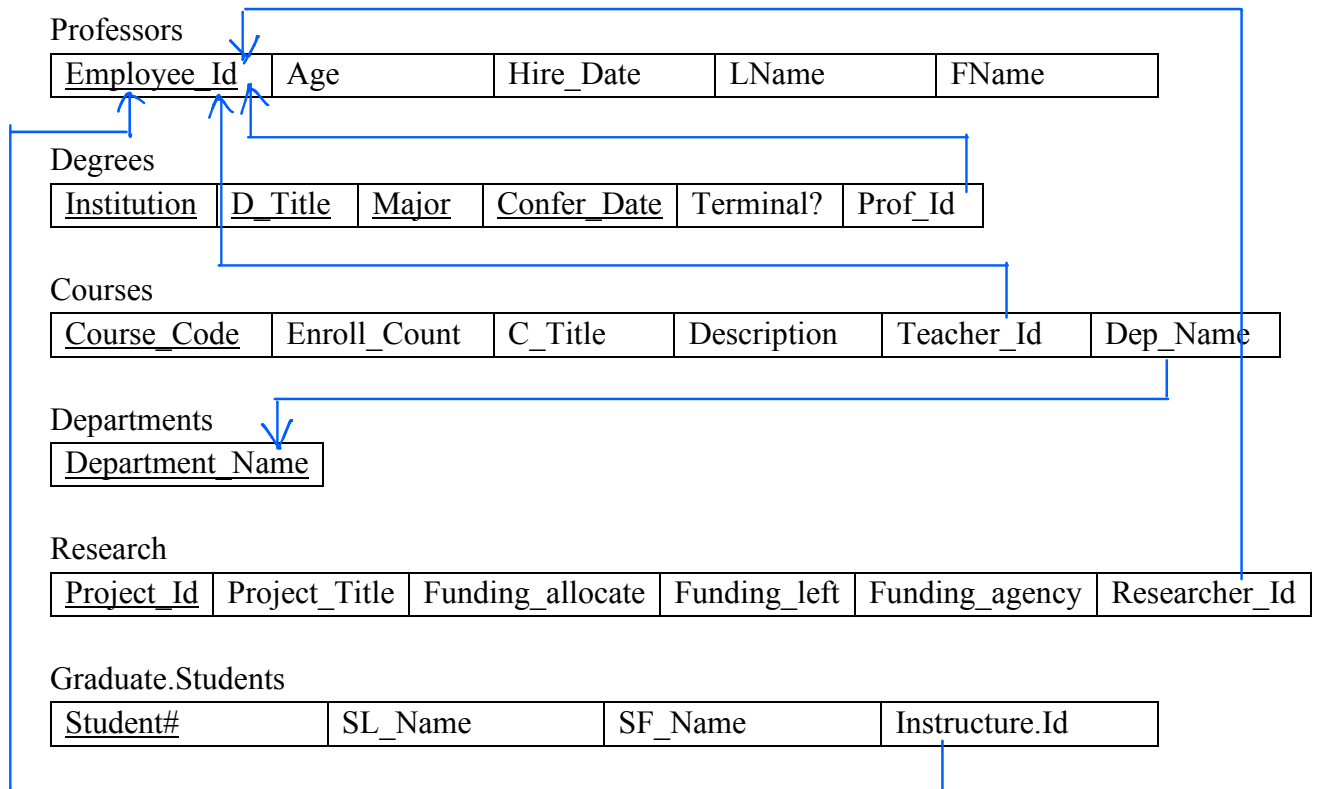 Professors
Employee_Id Age Hire_Date LName FName
Degrees
Institution D_Title Major Confer_Date Terminal? Prof_Id
Courses
Course_Code Enroll_Count C_Title Description Teacher_Id Dep_Name
Departments
Department_Name
Research
Project_Id Project_Title Funding_allocate Funding_left Funding_agency Researcher_Id
Graduate.Students
Student# SL_Name SF_Name Instructure.Id